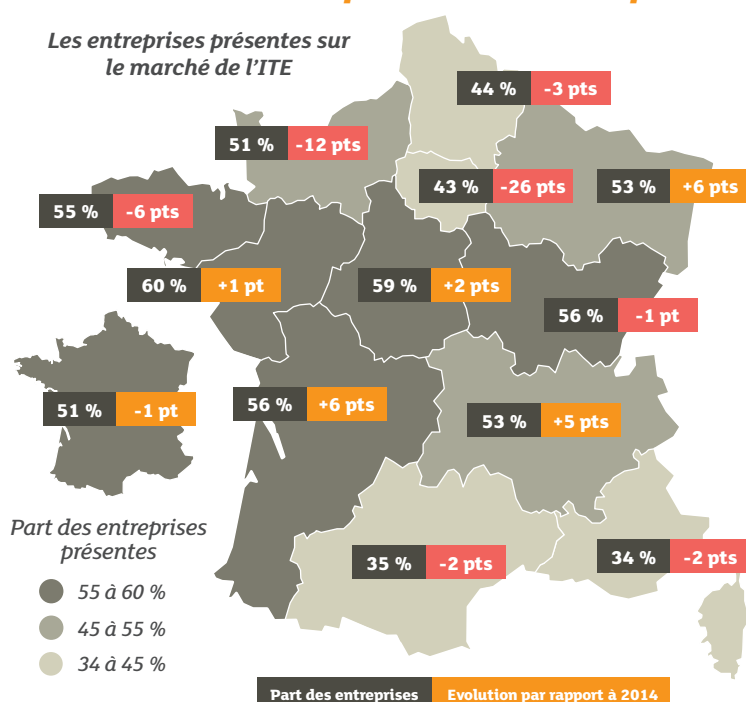 Les entreprises présentes sur
le marché de l'ITE
44 % -3 pts
51 % -12 pts
43 % -26 pts
53 % +6 pts
55 % -6 pts
60 % +1 pt
59 % +2 pts
56 % -1 pt
51 % -1 pt
56 % +6 pts
53 % +5 pts
35 % -2 pts
34 % -2 pts
Part des entreprises
présentes
55 à 60 %
45 à 55 %
34 à 45 %
Part des entreprises Evolution par rapport à 2014